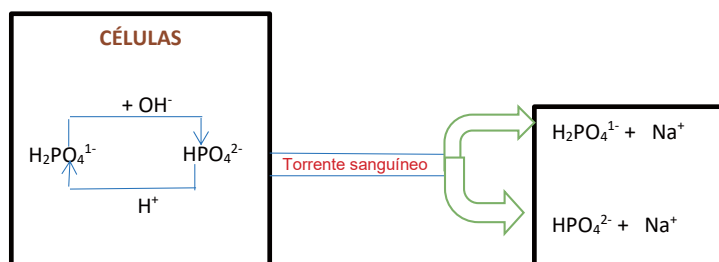 CÉLULAS
+ OH⁻
H₂PO₄¹⁻ HPO₄²⁻
H⁺
Torrente sanguíneo
H₂PO₄¹⁻ + Na⁺
HPO₄²⁻ + Na⁺